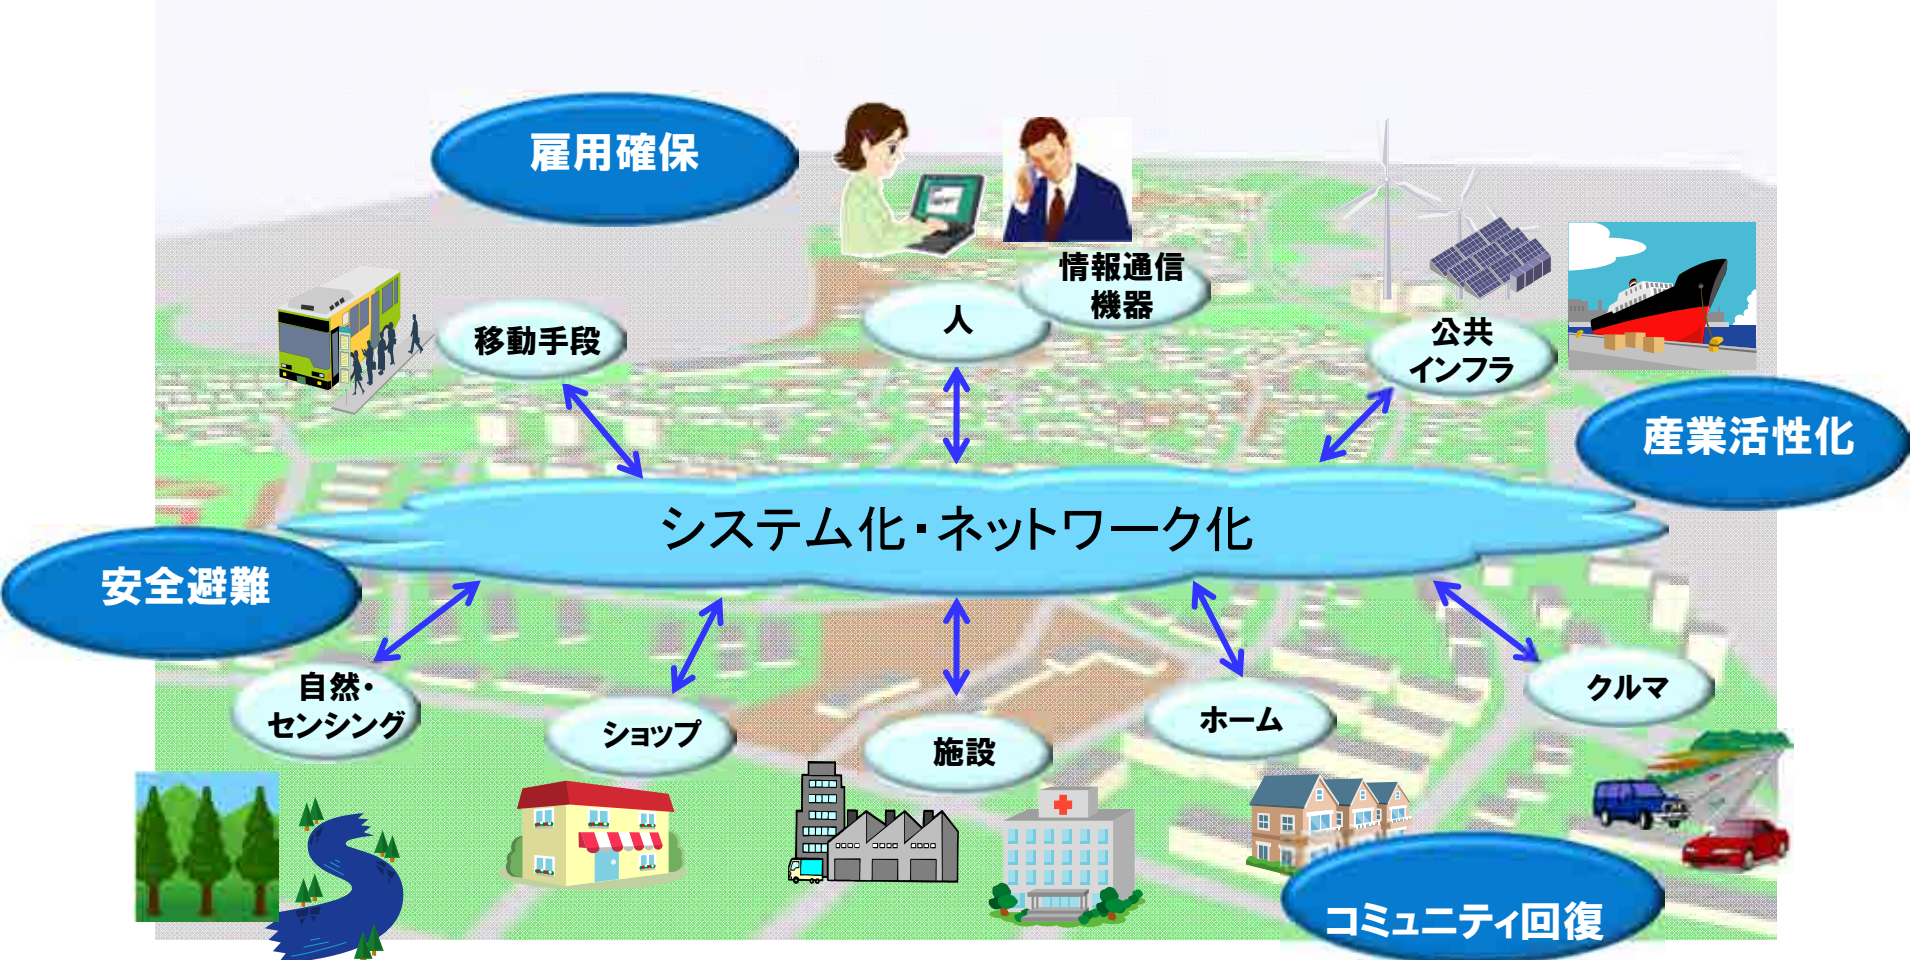 雇用確保
情報通信
機器
人
移動手段
公共
インフラ
産業活性化
システム化・ネットワーク化
安全避難
自然・
センシング
ショップ
施設
ホーム
クルマ
コミュニティ回復